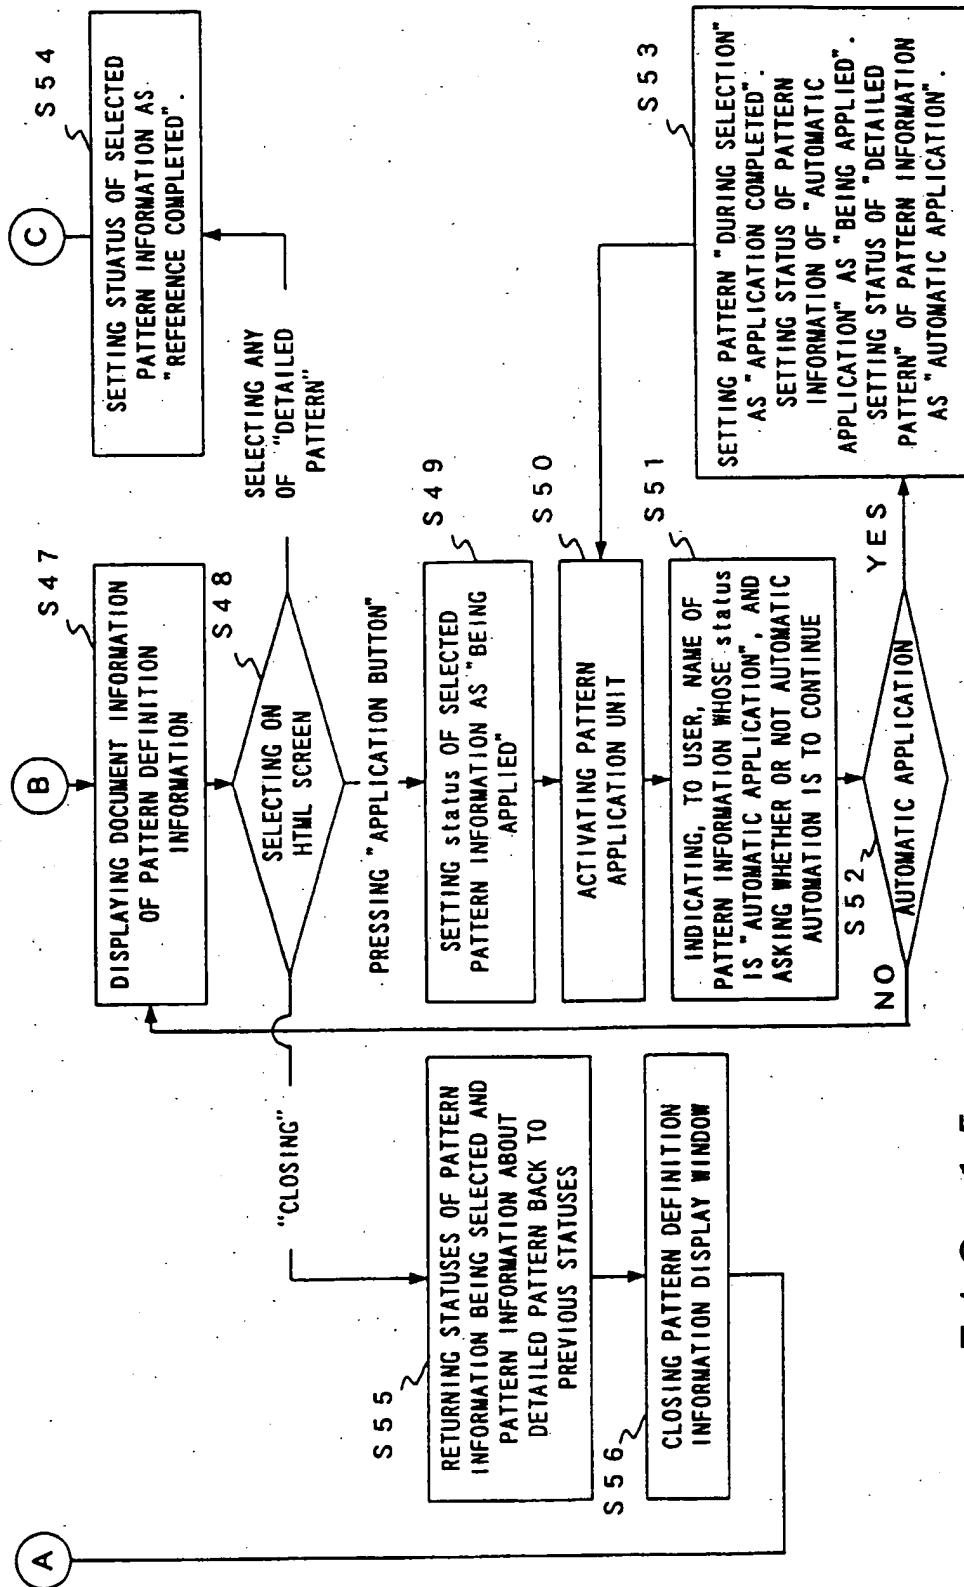 B
S47
DISPLAYING DOCUMENT INFORMATION
OF PATTERN DEFINITION
INFORMATION
S48
SELECTING ON
HTML SCREEN
"CLOSING"
PRESSING "APPLICATION BUTTON"
SELECTING ANY
OF "DETAILED
PATTERN"
C
S54
SETTING STUATUS OF SELECTED
PATTERN INFORMATION AS
"REFERENCE COMPLETED".
S49
SETTING status OF SELECTED
PATTERN INFORMATION AS "BEING
APPLIED"
S50
ACTIVATING PATTERN
APPLICATION UNIT
S51
INDICATING, TO USER, NAME OF
PATTERN INFORMATION WHOSE status
IS "AUTOMATIC APPLICATION", AND
ASKING WHETHER OR NOT AUTOMATIC
AUTOMATION IS TO CONTINUE
S52
AUTOMATIC APPLICATION
NO
YES
S53
SETTING PATTERN "DURING SELECTION"
AS "APPLICATION COMPLETED".
SETTING STATUS OF PATTERN
INFORMATION OF "AUTOMATIC
APPLICATION" AS "BEING APPLIED".
SETTING STATUS OF "DETAILED
PATTERN" OF PATTERN INFORMATION
AS "AUTOMATIC APPLICATION".
S55
RETURNING STATUSES OF PATTERN
INFORMATION BEING SELECTED AND
PATTERN INFORMATION ABOUT
DETAILED PATTERN BACK TO
PREVIOUS STATUSES
S56
CLOSING PATTERN DEFINITION
INFORMATION DISPLAY WINDOW
A